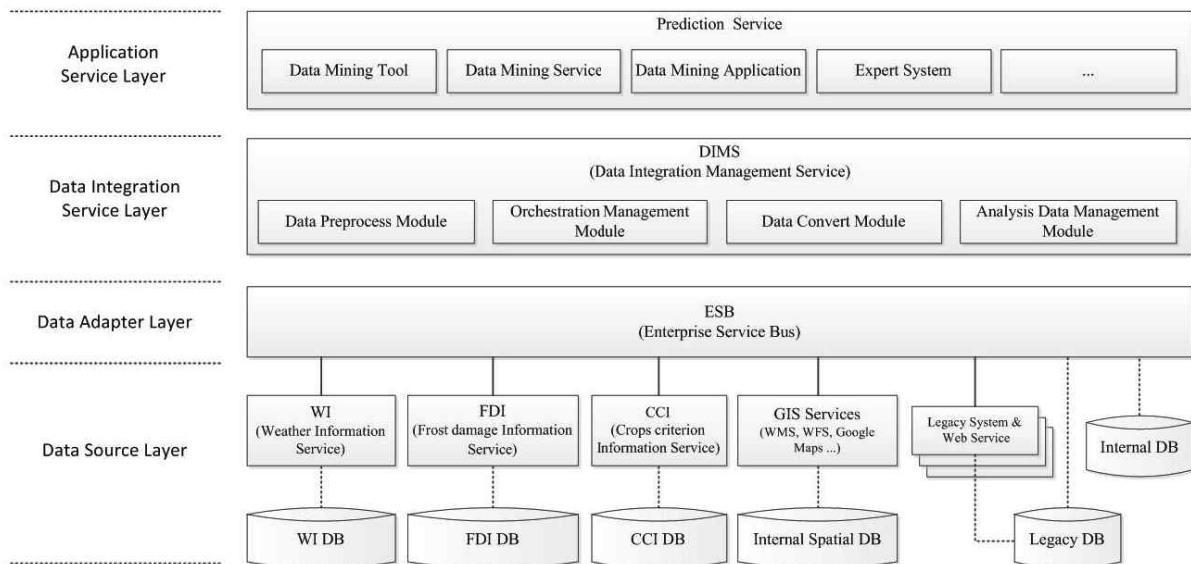 Application
Service Layer
Prediction Service
Data Mining Tool
Data Mining Service
Data Mining Application
Expert System
...
Data Integration
Service Layer
DIMS
(Data Integration Management Service)
Data Preprocess Module
Orchestration Management
Module
Data Convert Module
Analysis Data Management
Module
Data Adapter Layer
ESB
(Enterprise Service Bus)
Data Source Layer
WI
(Weather Information
Service)
FDI
(Frost damage Information
Service)
CCI
(Crops criterion
Information Service)
GIS Services
(WMS, WFS, Google
Maps ...)
Legacy System &
Web Service
Internal DB
WI DB
FDI DB
CCI DB
Internal Spatial DB
Legacy DB